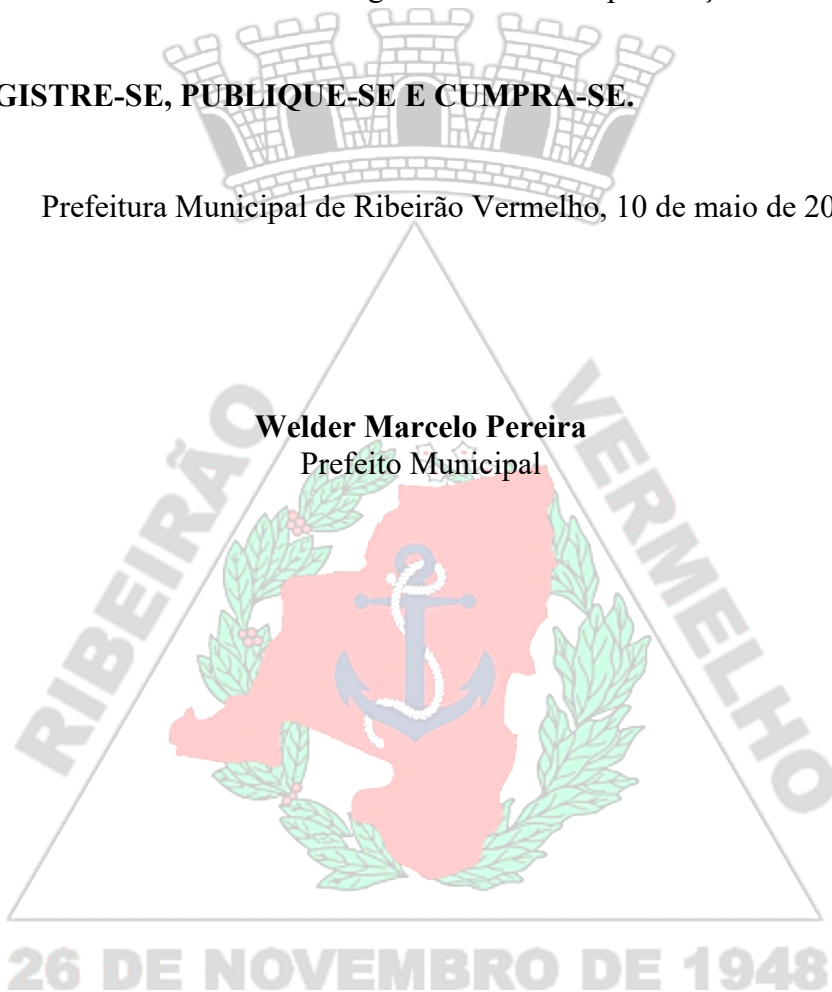 GISTRE-SE, PUBLIQUE-SE E CUMPRA-SE.
Prefeitura Municipal de Ribeirão Vermelho, 10 de maio de 20
Welder Marcelo Pereira
Prefeito Municipal
RIBEIRÃO
VERMELHO
26 DE NOVEMBRO DE 1948